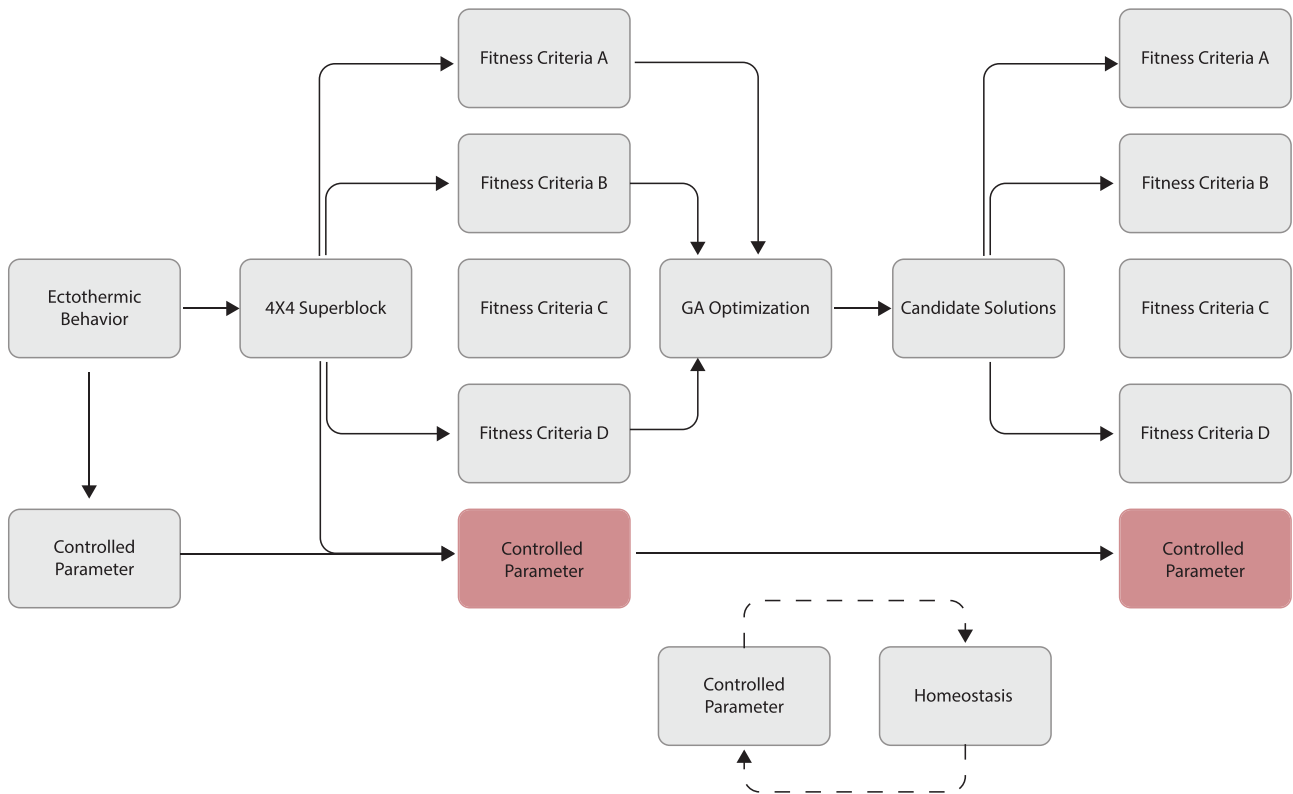 Fitness Criteria A
Fitness Criteria A
Fitness Criteria B
Fitness Criteria B
Ectothermic
Behavior
4X4 Superblock
Fitness Criteria C
GA Optimization
Candidate Solutions
Fitness Criteria C
Fitness Criteria D
Fitness Criteria D
Controlled
Parameter
Controlled
Parameter
Controlled
Parameter
Controlled
Parameter
Homeostasis